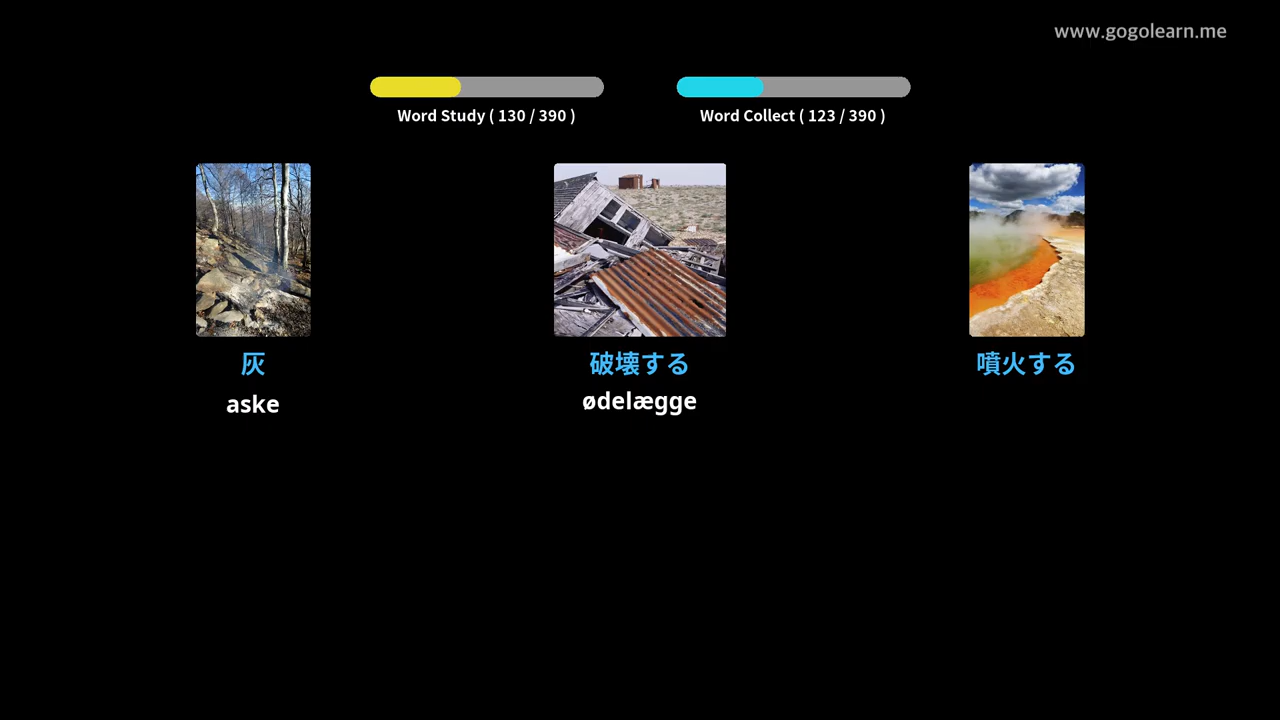 www.gogolearn.me
Word Study ( 130 / 390 )
Word Collect ( 123 / 390 )
灰
破壊する
噴火する
aske
ødelægge